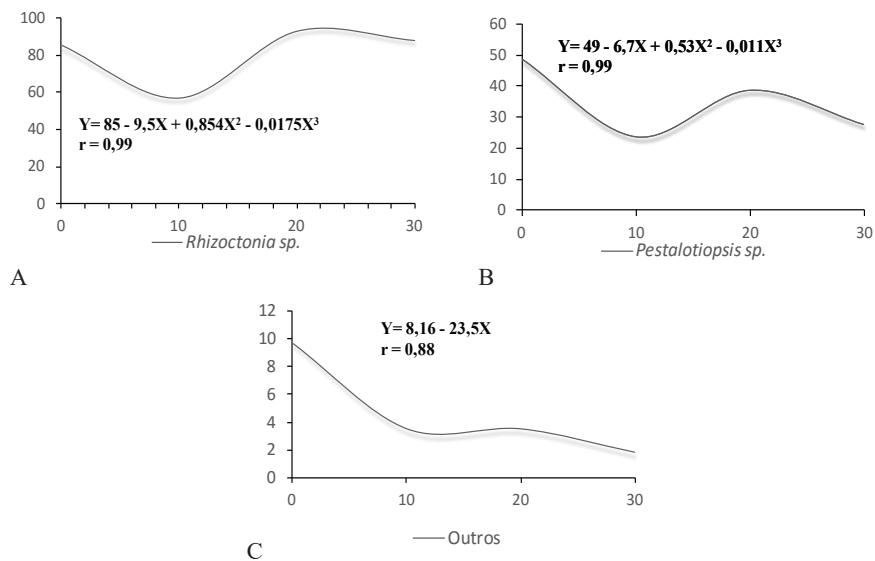 100
80
60
40
20
0
Y= 85 - 9,5X + 0,854X² - 0,0175X³
r = 0,99
0 10 20 30
Rhizoctonia sp.
A
60
50
40
30
20
10
0
Y= 49 - 6,7X + 0,53X² - 0,011X³
r = 0,99
0 10 20 30
Pestalotiopsis sp.
B
12
10
8
6
4
2
0
Y= 8,16 - 23,5X
r = 0,88
0 10 20 30
Outros
C